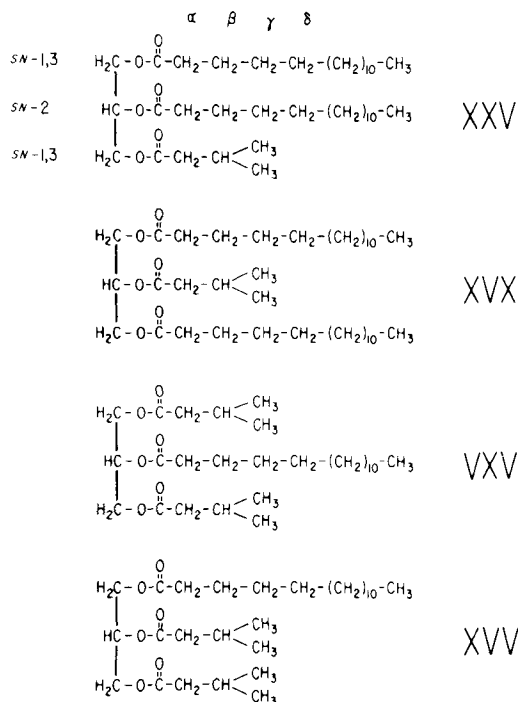 α β γ δ
O
SN-1,3 H₂C-O-C-CH₂-CH₂-CH₂-CH₂-(CH₂)₁₀-CH₃
O
SN-2 HC-O-C-CH₂-CH₂-CH₂-CH₂-(CH₂)₁₀-CH₃ XXV
O
CH₃
SN-1,3 H₂C-O-C-CH₂-CH
CH₃
O
H₂C-O-C-CH₂-CH₂-CH₂-CH₂-(CH₂)₁₀-CH₃
O
CH₃
HC-O-C-CH₂-CH XVX
CH₃
O
H₂C-O-C-CH₂-CH₂-CH₂-CH₂-(CH₂)₁₀-CH₃
O
CH₃
H₂C-O-C-CH₂-CH
CH₃
O
HC-O-C-CH₂-CH₂-CH₂-CH₂-(CH₂)₁₀-CH₃ VXV
O
CH₃
H₂C-O-C-CH₂-CH
CH₃
O
H₂C-O-C-CH₂-CH₂-CH₂-CH₂-(CH₂)₁₀-CH₃
O
CH₃
HC-O-C-CH₂-CH XVV
CH₃
O
CH₃
H₂C-O-C-CH₂-CH
CH₃